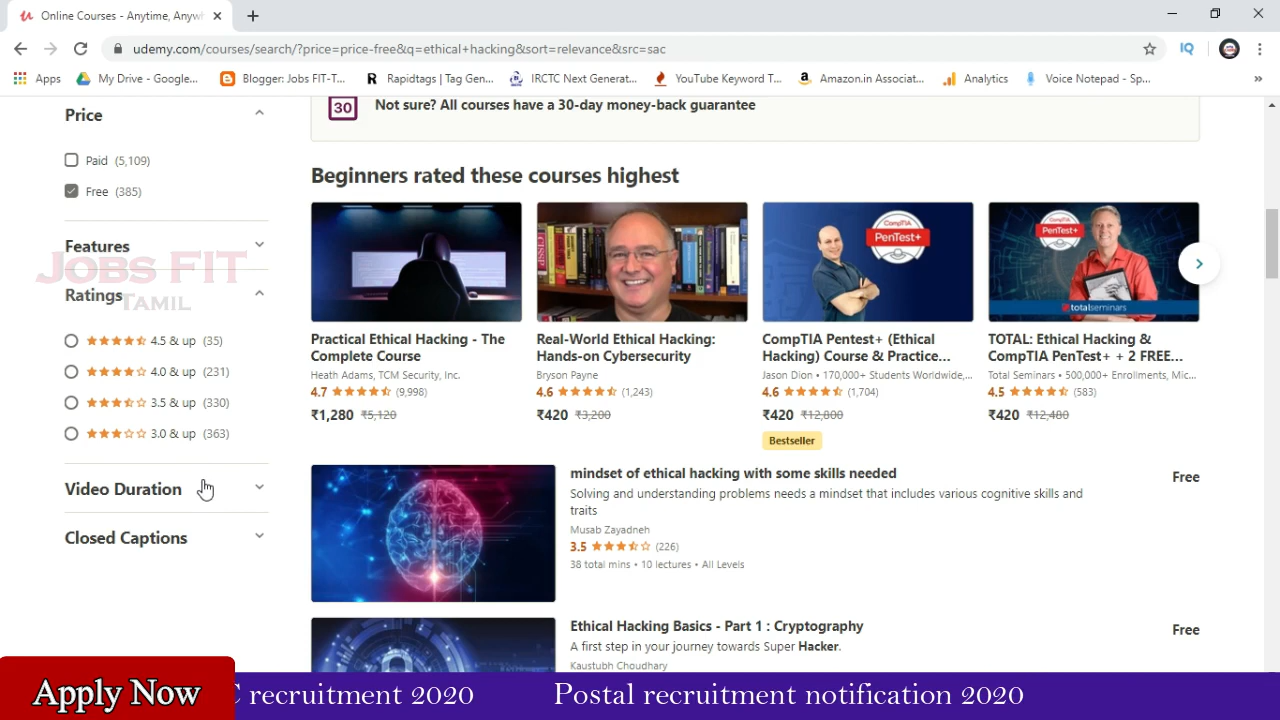 Online Courses - Anytime, Anywh
udemy.com/courses/search/?price=price-free&q=ethical+hacking&sort=relevance&src=sac
Apps
My Drive - Google...
Blogger: Jobs FIT-T...
Rapidtags | Tag Gen...
IRCTC Next Generat...
YouTube Keyword T...
Amazon.in Associat...
Analytics
Voice Notepad - Sp...
Price
Paid (5,109)
Free (385)
Features
JOBS FIT
TAMIL
Ratings
4.5 & up (35)
4.0 & up (231)
3.5 & up (330)
3.0 & up (363)
Video Duration
Closed Captions
30
Not sure? All courses have a 30-day money-back guarantee
Beginners rated these courses highest
PenTest+
PenTest+
totalseminars
Practical Ethical Hacking - The
Complete Course
Heath Adams, TCM Security, Inc.
4.7 (9,998)
₹1,280 ₹5,120
Real-World Ethical Hacking:
Hands-on Cybersecurity
Bryson Payne
4.6 (1,243)
₹420 ₹3,200
CompTIA Pentest+ (Ethical
Hacking) Course & Practice...
Jason Dion • 170,000+ Students Worldwide,...
4.6 (1,704)
₹420 ₹12,800
Bestseller
TOTAL: Ethical Hacking &
CompTIA PenTest+ + 2 FREE...
Total Seminars • 500,000+ Enrollments, Mic...
4.5 (583)
₹420 ₹12,480
mindset of ethical hacking with some skills needed
Free
Solving and understanding problems needs a mindset that includes various cognitive skills and
traits
Musab Zayadneh
3.5 (226)
38 total mins • 10 lectures • All Levels
Ethical Hacking Basics - Part 1 : Cryptography
Free
A first step in your journey towards Super Hacker.
Kaustubh Choudhary
Apply Now
C recruitment 2020
Postal recruitment notification 2020